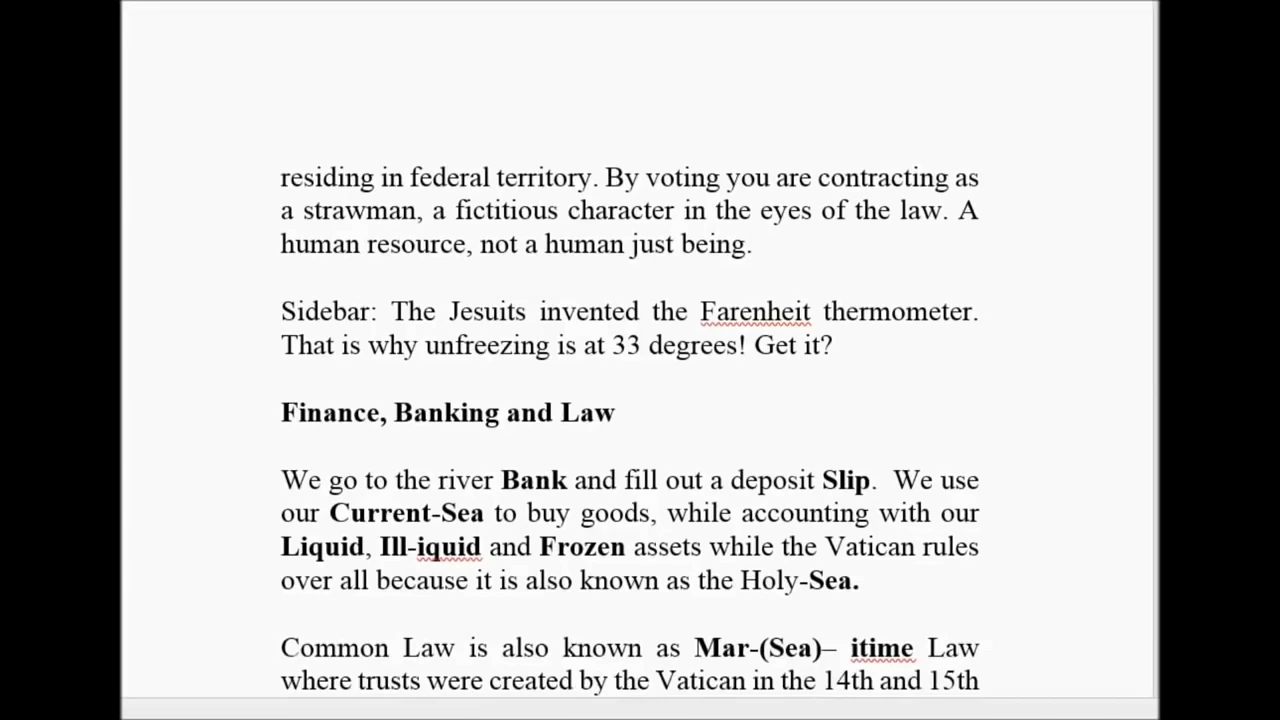 residing in federal territory. By voting you are contracting as
a strawman, a fictitious character in the eyes of the law. A
human resource, not a human just being.
Sidebar: The Jesuits invented the Farenheit thermometer.
That is why unfreezing is at 33 degrees! Get it?
Finance, Banking and Law
We go to the river Bank and fill out a deposit Slip. We use
our Current-Sea to buy goods, while accounting with our
Liquid, Ill-iquid and Frozen assets while the Vatican rules
over all because it is also known as the Holy-Sea.
Common Law is also known as Mar-(Sea)– itime Law
where trusts were created by the Vatican in the 14th and 15th